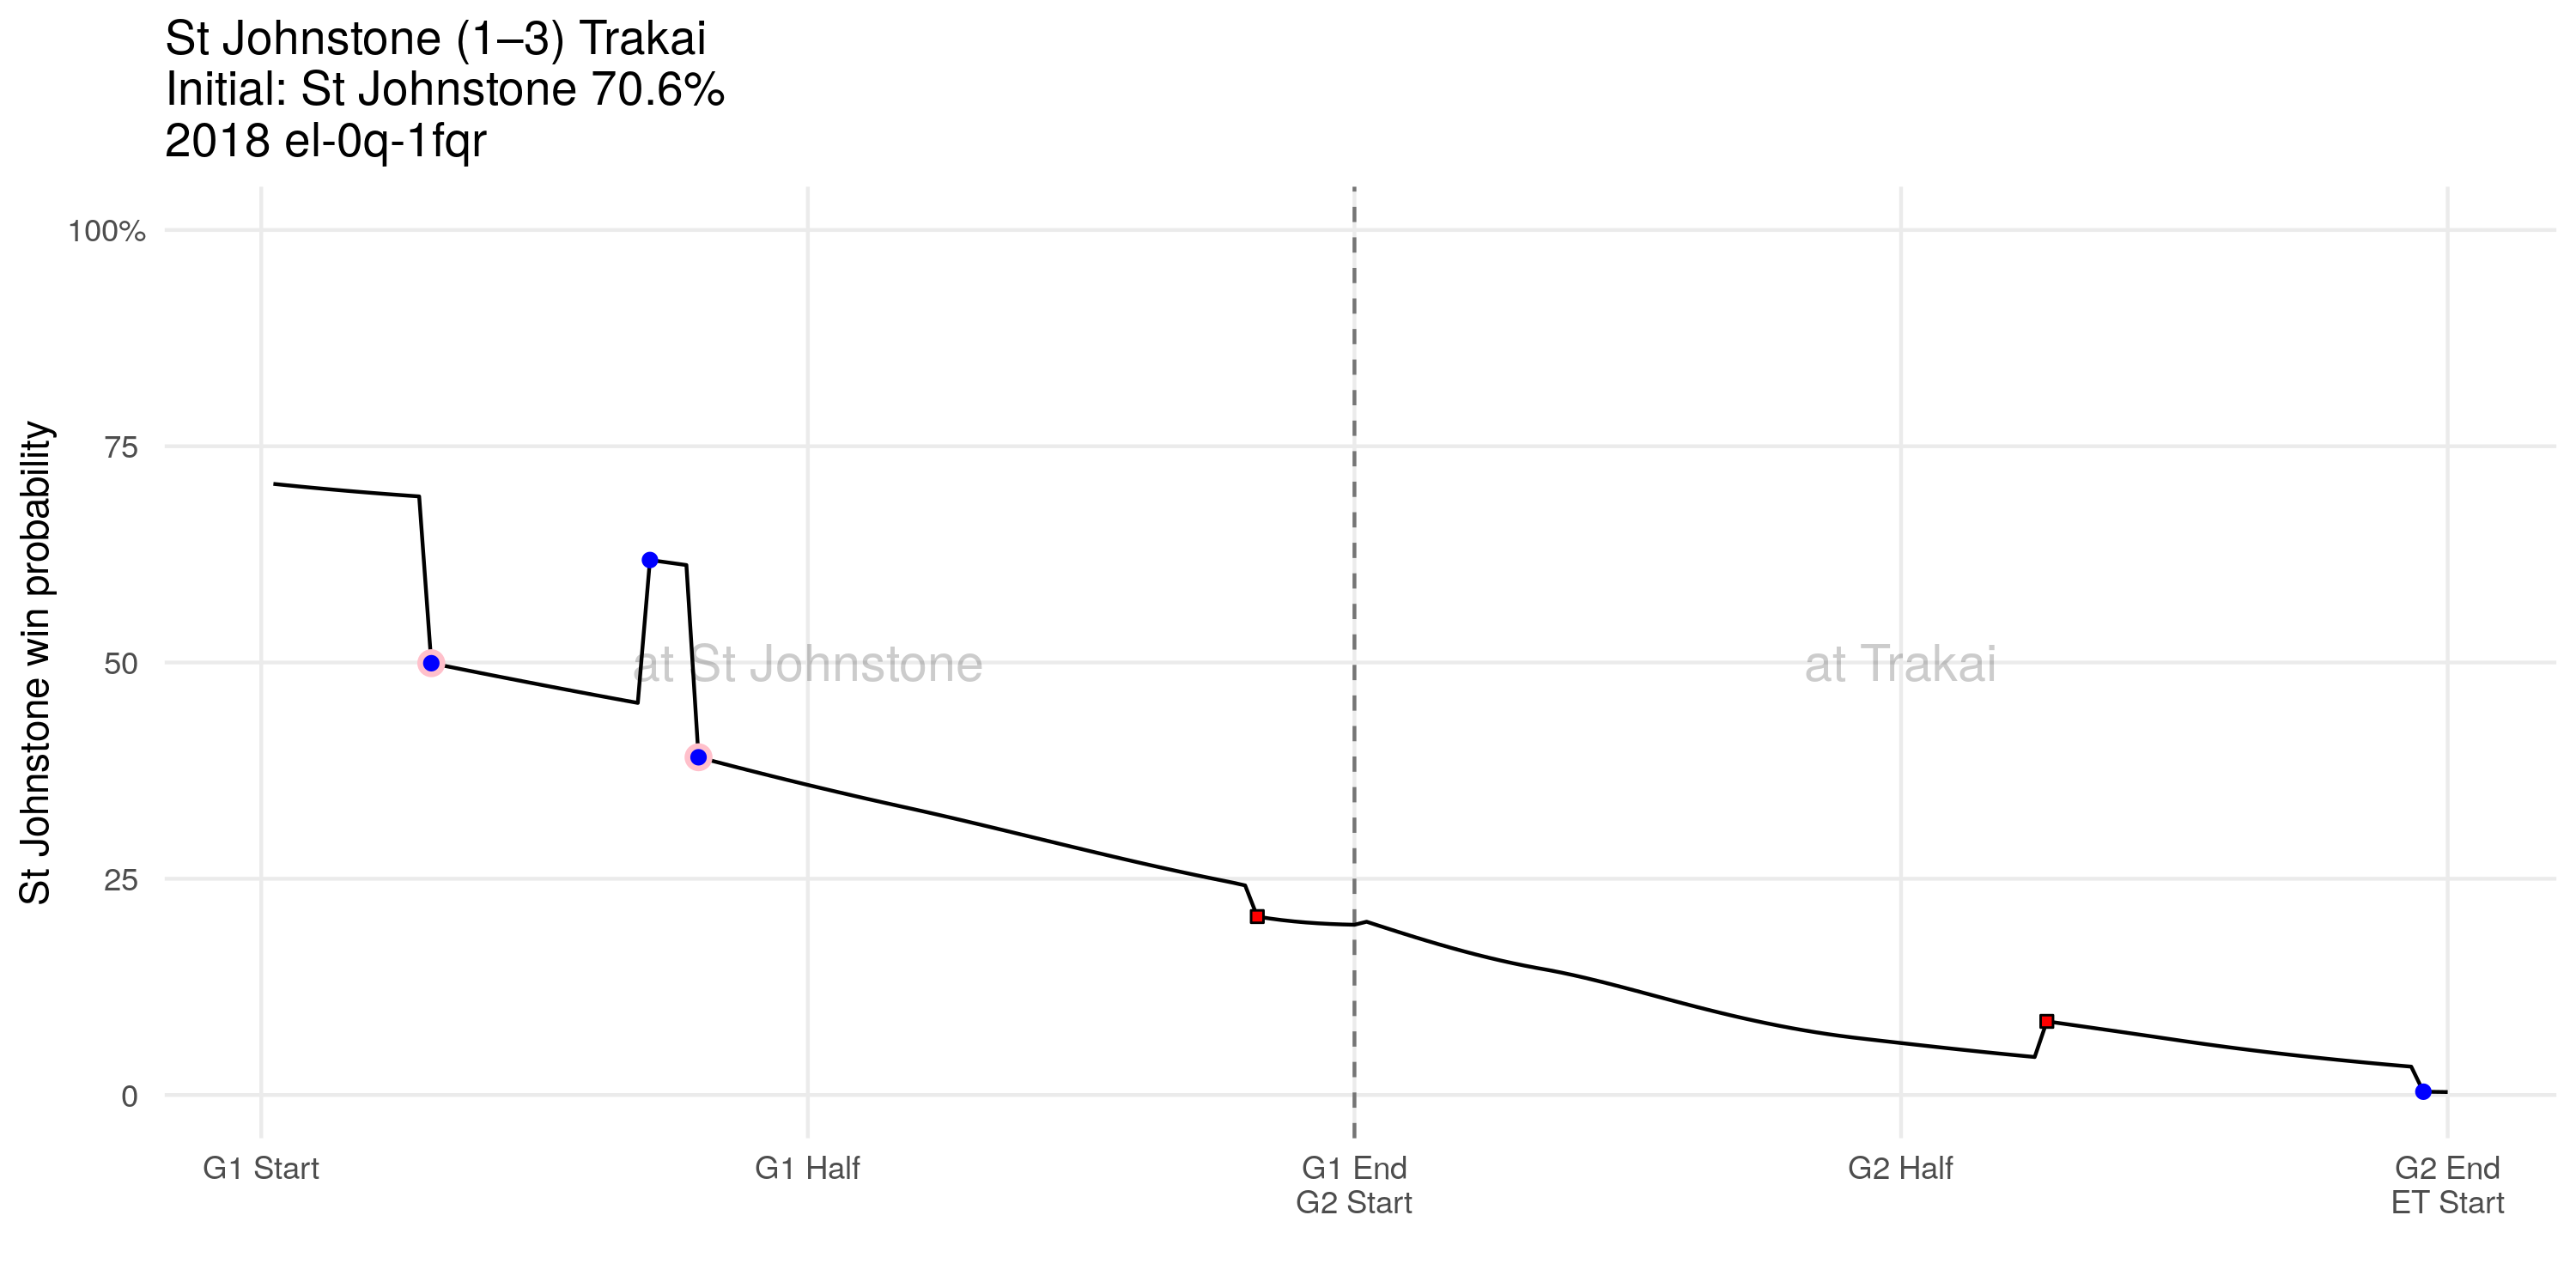 St Johnstone (1–3) Trakai
Initial: St Johnstone 70.6%
2018 el-0q-1fqr
St Johnstone win probability
100%
75
50
25
0
at St Johnstone
at Trakai
G1 Start
G1 Half
G1 End
G2 Start
G2 Half
G2 End
ET Start